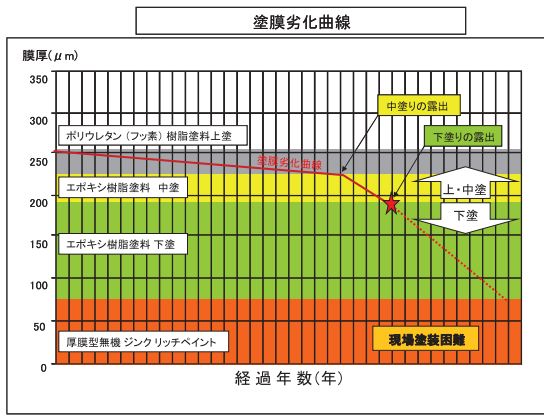 塗膜劣化曲線
膜厚(μm)
350
300
250
200
150
100
50
0
中塗りの露出
下塗りの露出
ポリウレタン(フッ素)樹脂塗料上塗
塗膜劣化曲線
エポキシ樹脂塗料 中塗
上・中塗
下塗
エポキシ樹脂塗料 下塗
厚膜型無機 ジンク リッチペイント
現場塗装困難
経過年数(年)